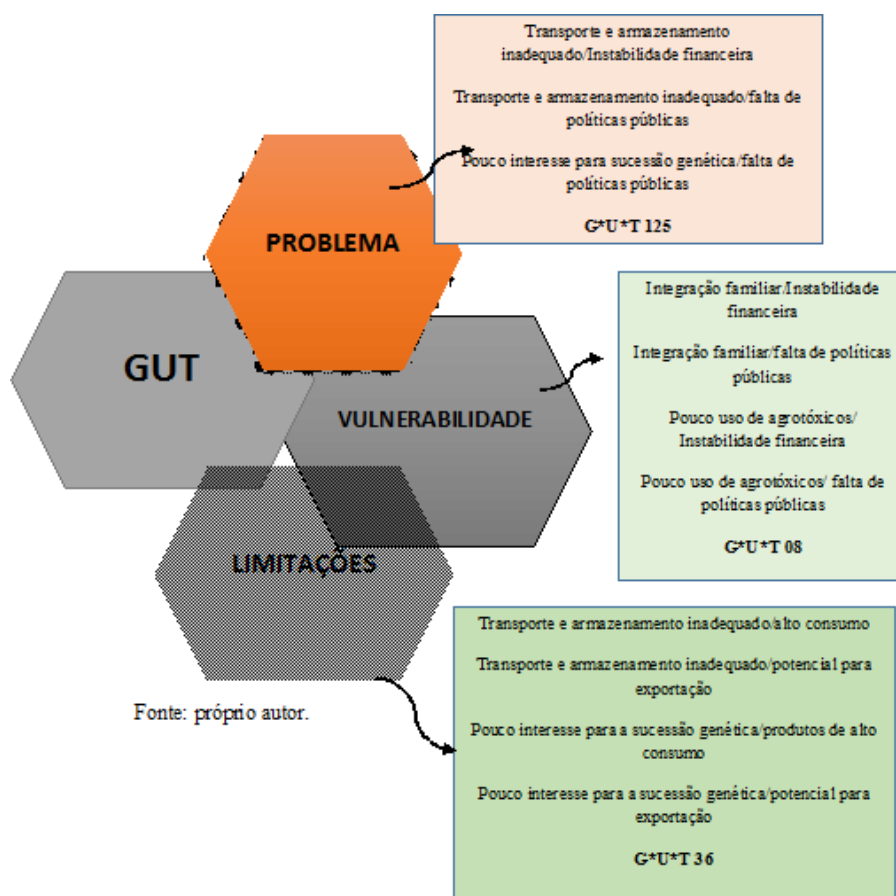 Transporte e armazenamento
inadequado/Instabilidade financeira
Transporte e armazenamento inadequado/falta de
políticas públicas
Pouco interesse para sucessão genética/falta de
políticas públicas
G*U*T 125
PROBLEMA
GUT
VULNERABILIDADE
Integração familiar/Instabilidade
financeira
Integração familiar/falta de políticas
públicas
Pouco uso de agrotóxicos/
Instabilidade financeira
Pouco uso de agrotóxicos/ falta de
políticas públicas
G*U*T 08
LIMITAÇÕES
Transporte e armazenamento inadequado/alto consumo
Transporte e armazenamento inadequado/potencial para
exportação
Pouco interesse para a sucessão genética/produtos de alto
consumo
Pouco interesse para a sucessão genética/potencial para
exportação
G*U*T 36
Fonte: próprio autor.